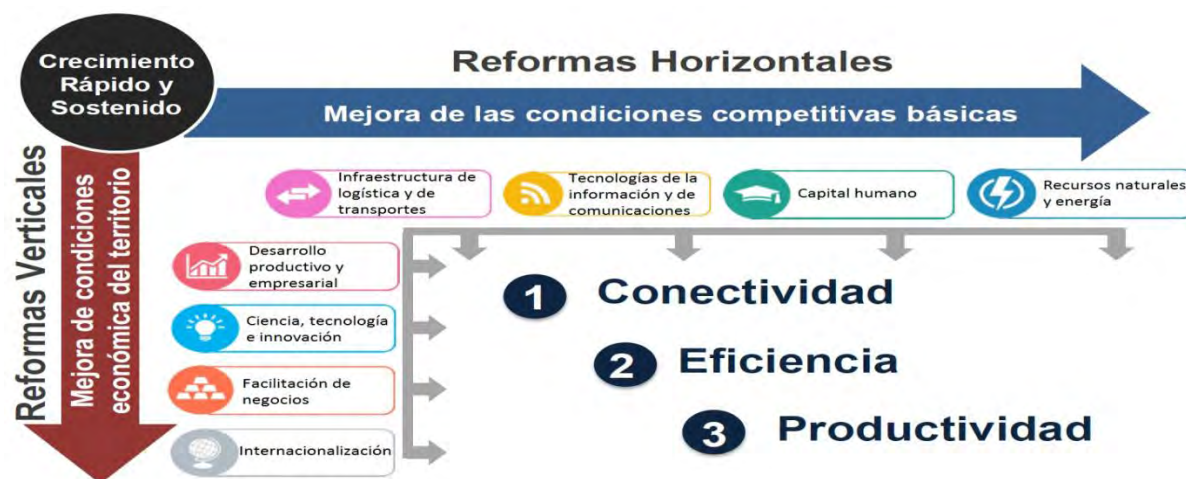 Crecimiento
Rápido y
Sostenido
Reformas Horizontales
Mejora de las condiciones competitivas básicas
Reformas Verticales
Mejora de condiciones
económica del territorio
Infraestructura de
logística y de
transportes
Tecnologías de la
información y de
comunicaciones
Capital humano
Recursos naturales
y energía
Desarrollo
productivo y
empresarial
Ciencia, tecnología
e innovación
Facilitación de
negocios
Internacionalización
1 Conectividad
2 Eficiencia
3 Productividad